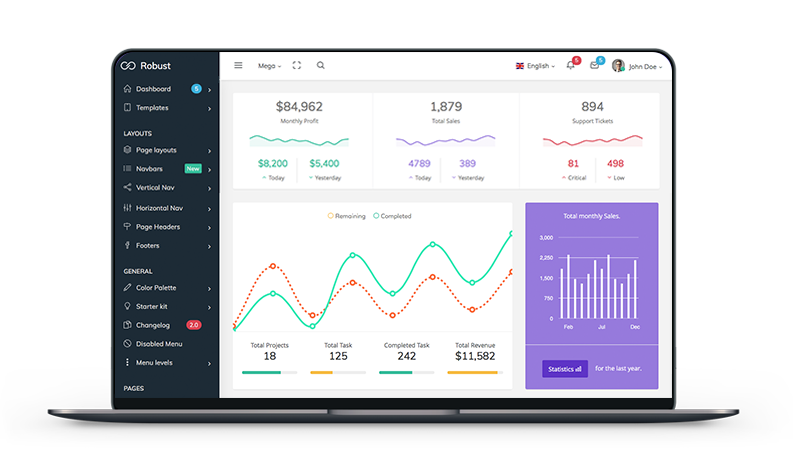 Robust
Mega
English
5
5
John Doe
Dashboard 5
Templates
LAYOUTS
Page layouts
Navbars New
Vertical Nav
Horizontal Nav
Page Headers
Footers
GENERAL
Color Palette
Starter kit
Changelog 2.0
Disabled Menu
Menu levels
PAGES
$84,962
Monthly Profit
$8,200 $5,400
Today Yesterday
1,879
Total Sales
4789 389
Today Yesterday
894
Support Tickets
81 498
Critical Low
Remaining Completed
Total Projects
18
Total Task
125
Completed Task
242
Total Revenue
$11,582
Total monthly Sales.
3,000
2,250
1,500
750
0
Feb Jul Dec
Statistics for the last year.